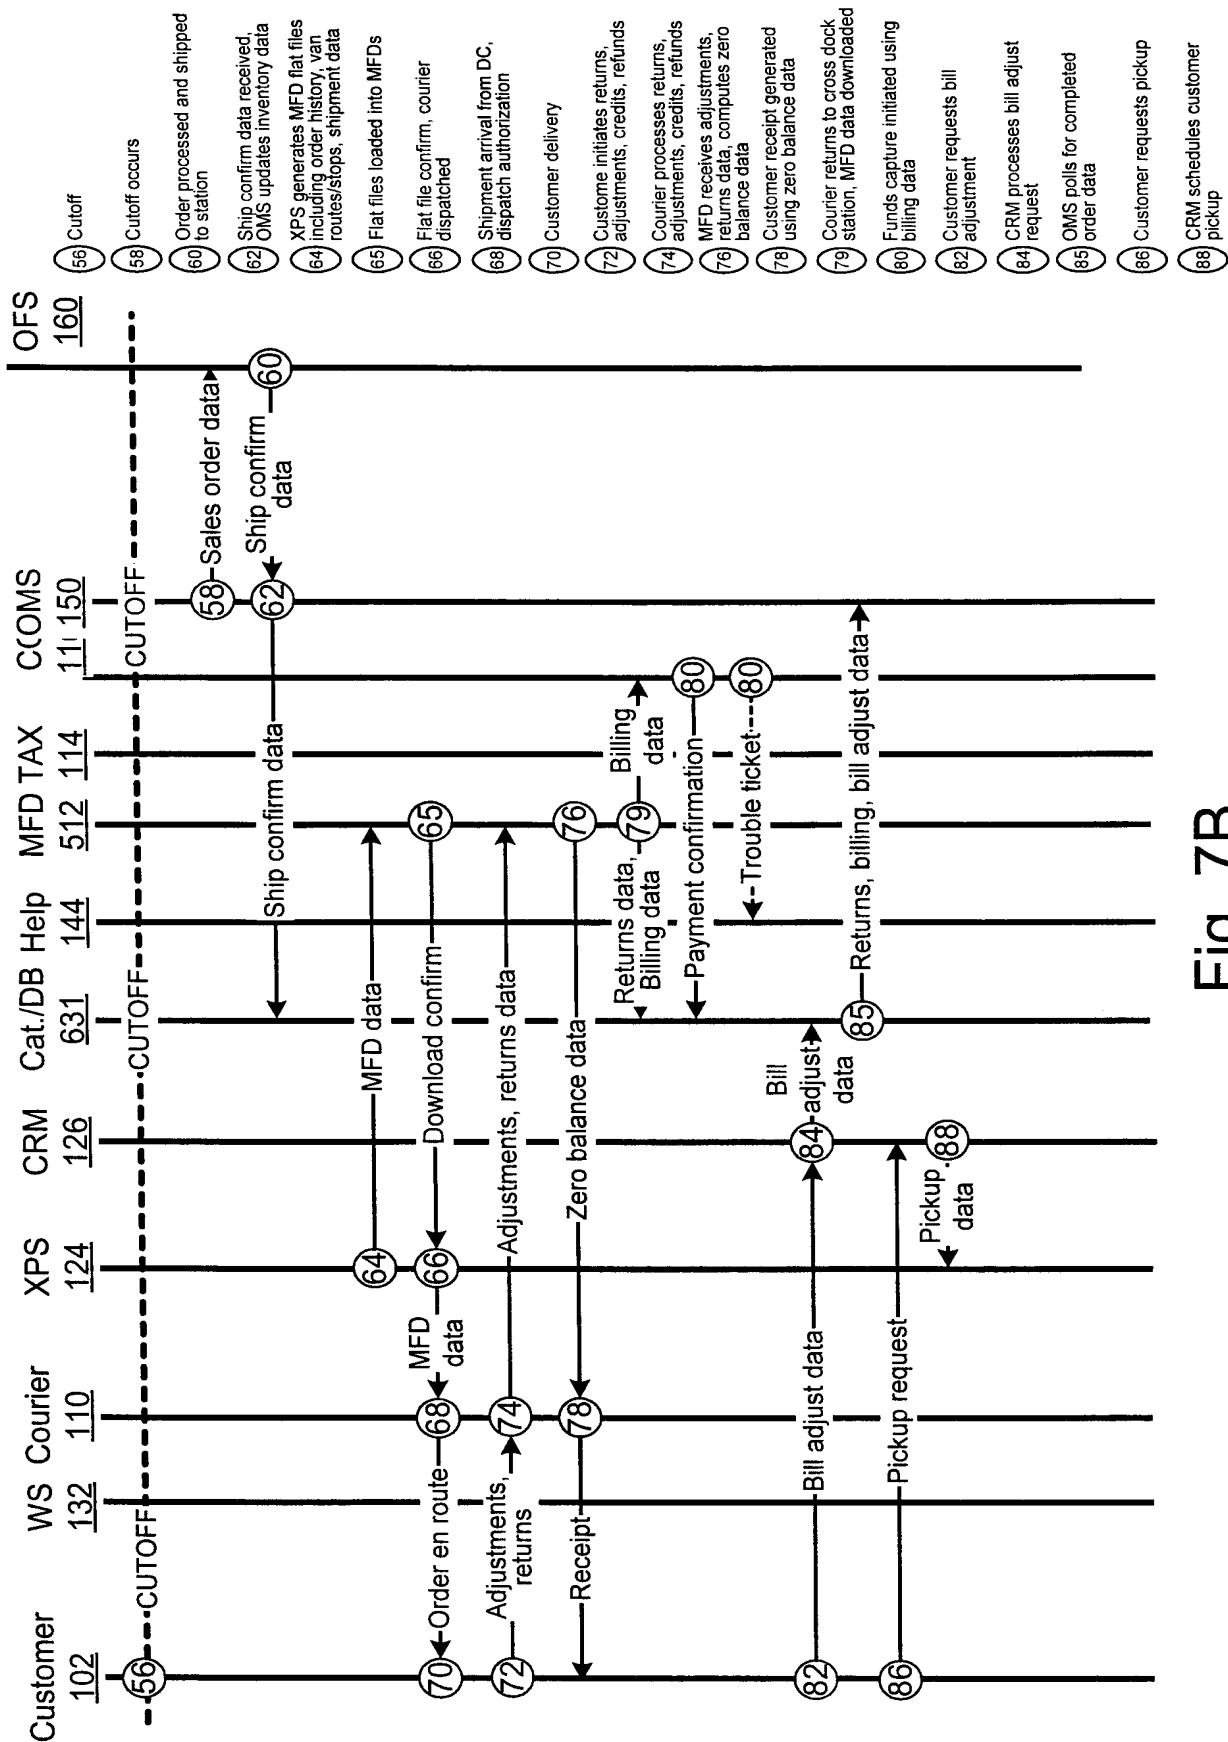 Customer
102
WS
132
Courier
110
XPS
124
CRM
126
Cat./DB
631
Help
144
MFD
512
TAX
114
C(OMS
11(
150
OFS
160
56
CUTOFF
CUTOFF
CUTOFF
58
Sales order data
60
Ship confirm
data
62
Ship confirm data
64
MFD data
65
Download confirm
66
MFD
data
68
Order en route
70
72
Adjustments,
returns
74
Adjustments, returns data
76
Zero balance data
78
Receipt
79
Returns data,
Billing data
Billing
data
80
Payment confirmation
80
Trouble ticket
82
Bill adjust data
84
Bill
adjust
data
85
Returns, billing, bill adjust data
86
Pickup request
88
Pickup
data
56 Cutoff
58 Cutoff occurs
60 Order processed and shipped
to station
62 Ship confirm data received,
OMS updates inventory data
64 XPS generates MFD flat files
including order history, van
routes/stops, shipment data
65 Flat files loaded into MFDs
66 Flat file confirm, courier
dispatched
68 Shipment arrival from DC,
dispatch authorization
70 Customer delivery
72 Custome initiates returns,
adjustments, credits, refunds
74 Courier processes returns,
adjustments, credits, refunds
76 MFD receives adjustments,
returns data, computes zero
balance data
78 Customer receipt generated
using zero balance data
79 Courier returns to cross dock
station, MFD data downloaded
80 Funds capture initiated using
billing data
82 Customer requests bill
adjustment
84 CRM processes bill adjust
request
85 OMS polls for completed
order data
86 Customer requests pickup
88 CRM schedules customer
pickup
Fig. 7B